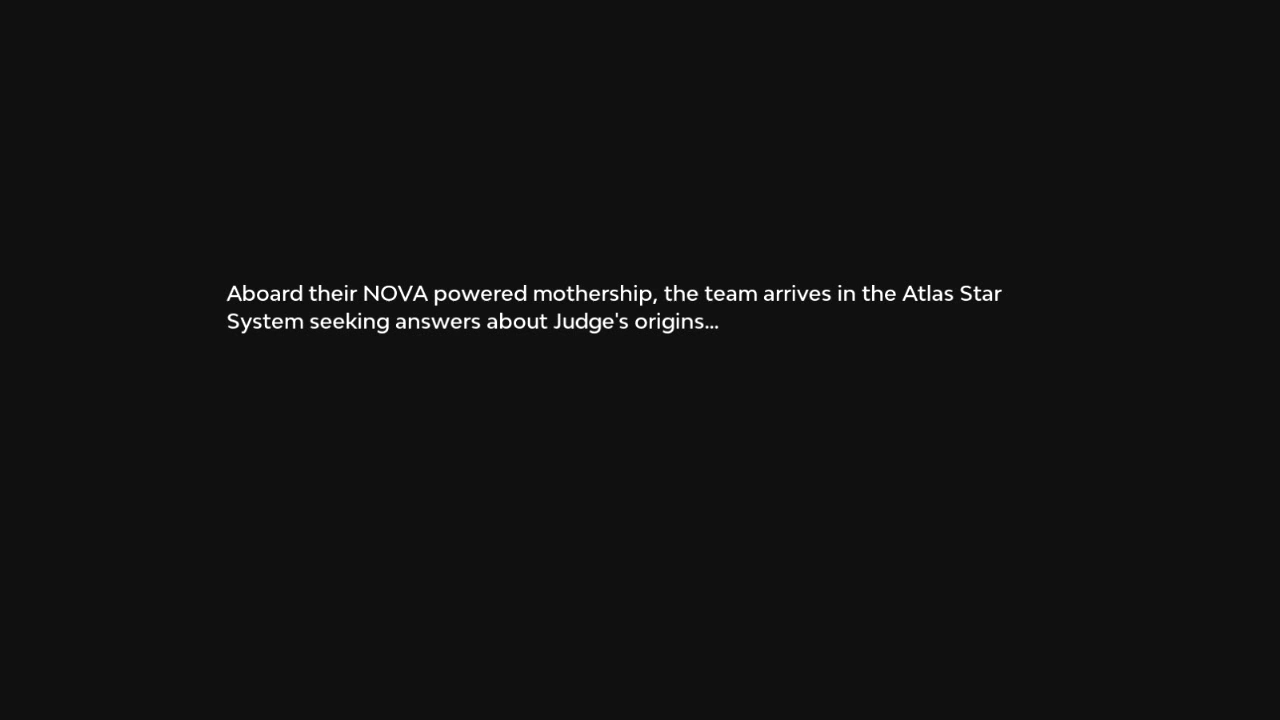 Aboard their NOVA powered mothership, the team arrives in the Atlas Star
System seeking answers about Judge's origins...